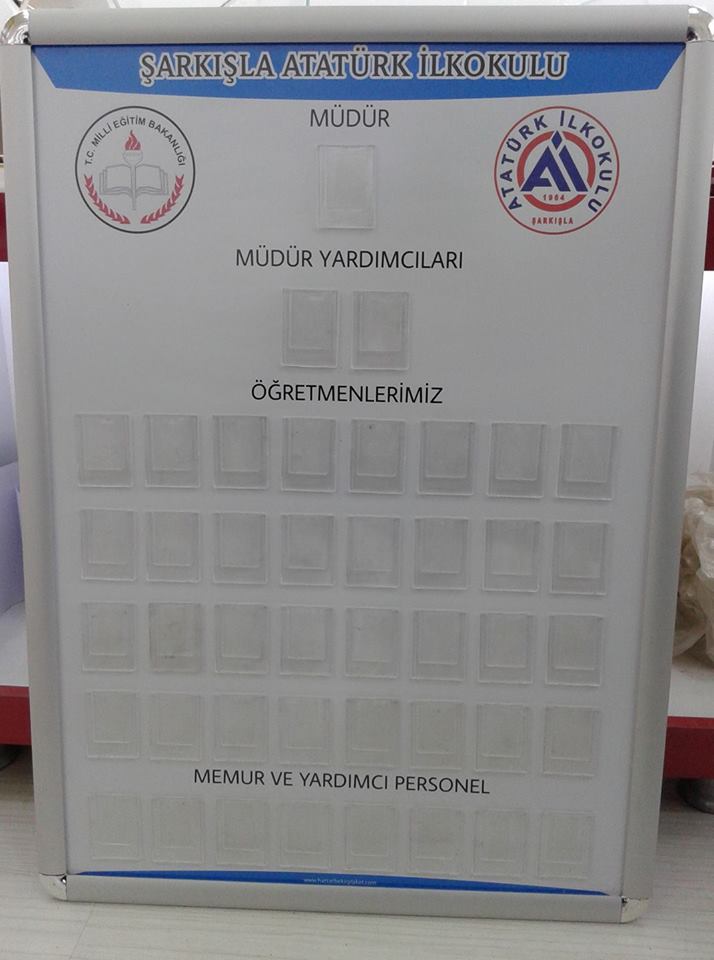 ŞARKIŞLA ATATÜRK İLKOKULU
T.C. MİLLİ EĞİTİM BAKANLIĞI
MÜDÜR
ATATÜRK İLKOKULU
1964
ŞARKIŞLA
MÜDÜR YARDIMCILARI
ÖĞRETMENLERİMİZ
MEMUR VE YARDIMCI PERSONEL